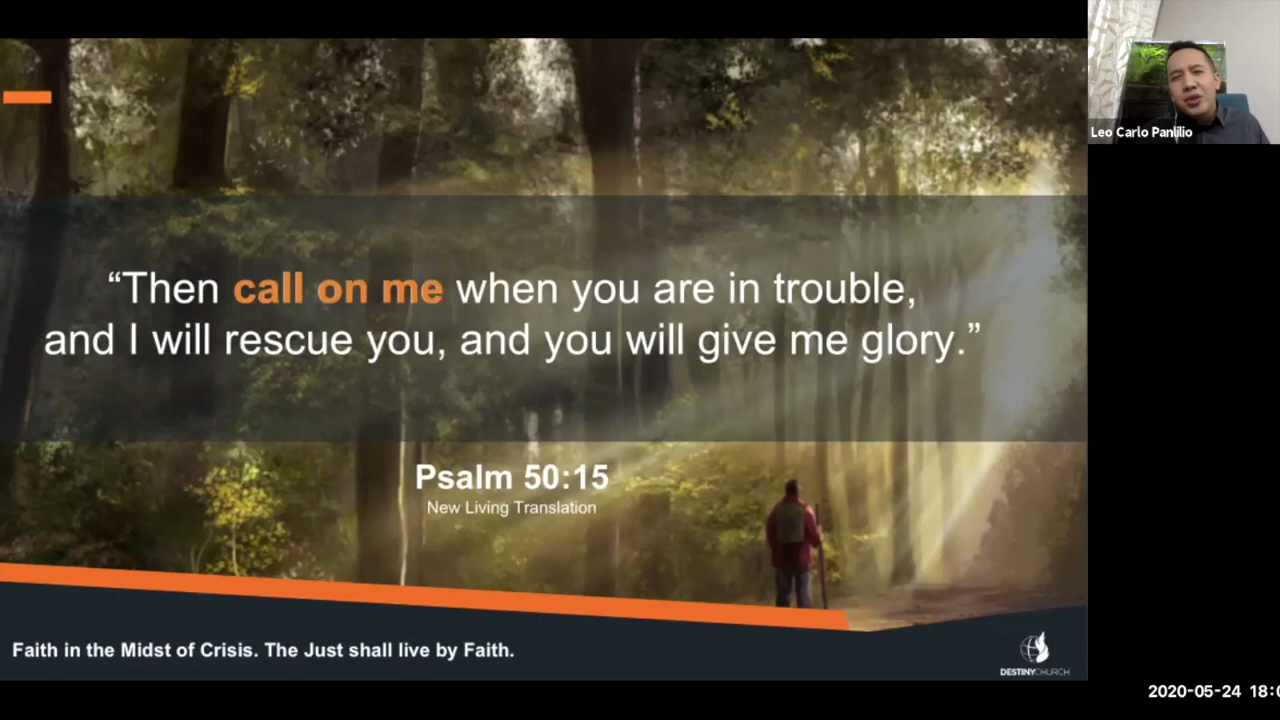 Leo Carlo Panlilio
“Then call on me when you are in trouble,
and I will rescue you, and you will give me glory.”
Psalm 50:15
New Living Translation
Faith in the Midst of Crisis. The Just shall live by Faith.
DESTINYCHURCH
2020-05-24 18:0